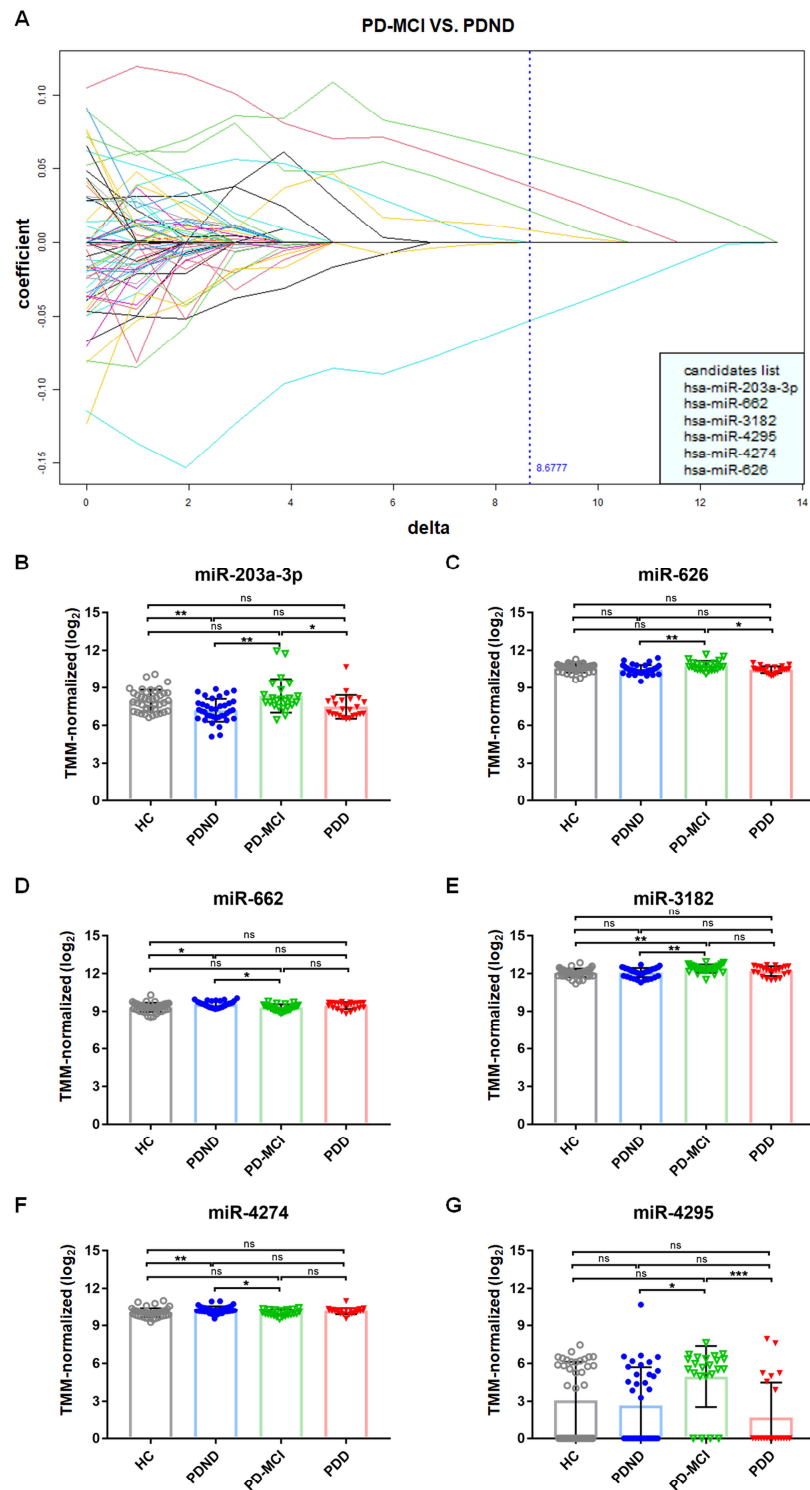 A
PD-MCI VS. PDND
coefficient
0.10
0.05
0.00
-0.05
-0.10
-0.15
8.6777
candidates list
hsa-miR-203a-3p
hsa-miR-662
hsa-miR-3182
hsa-miR-4295
hsa-miR-4274
hsa-miR-626
0 2 4 6 8 10 12 14
delta
B
miR-203a-3p
TMM-normalized (log2)
15
12
9
6
3
0
ns
** ns
ns
** *
HC PDND PD-MCI PDD
C
miR-626
TMM-normalized (log2)
15
12
9
6
3
0
ns
ns ns
ns
** *
HC PDND PD-MCI PDD
D
miR-662
TMM-normalized (log2)
15
12
9
6
3
0
ns
* ns
ns ns
*
HC PDND PD-MCI PDD
E
miR-3182
TMM-normalized (log2)
15
12
9
6
3
0
ns
ns ns
** ns
**
HC PDND PD-MCI PDD
F
miR-4274
TMM-normalized (log2)
15
12
9
6
3
0
ns
** ns
ns ns
*
HC PDND PD-MCI PDD
G
miR-4295
TMM-normalized (log2)
15
12
9
6
3
0
ns
ns ns
ns ***
*
HC PDND PD-MCI PDD